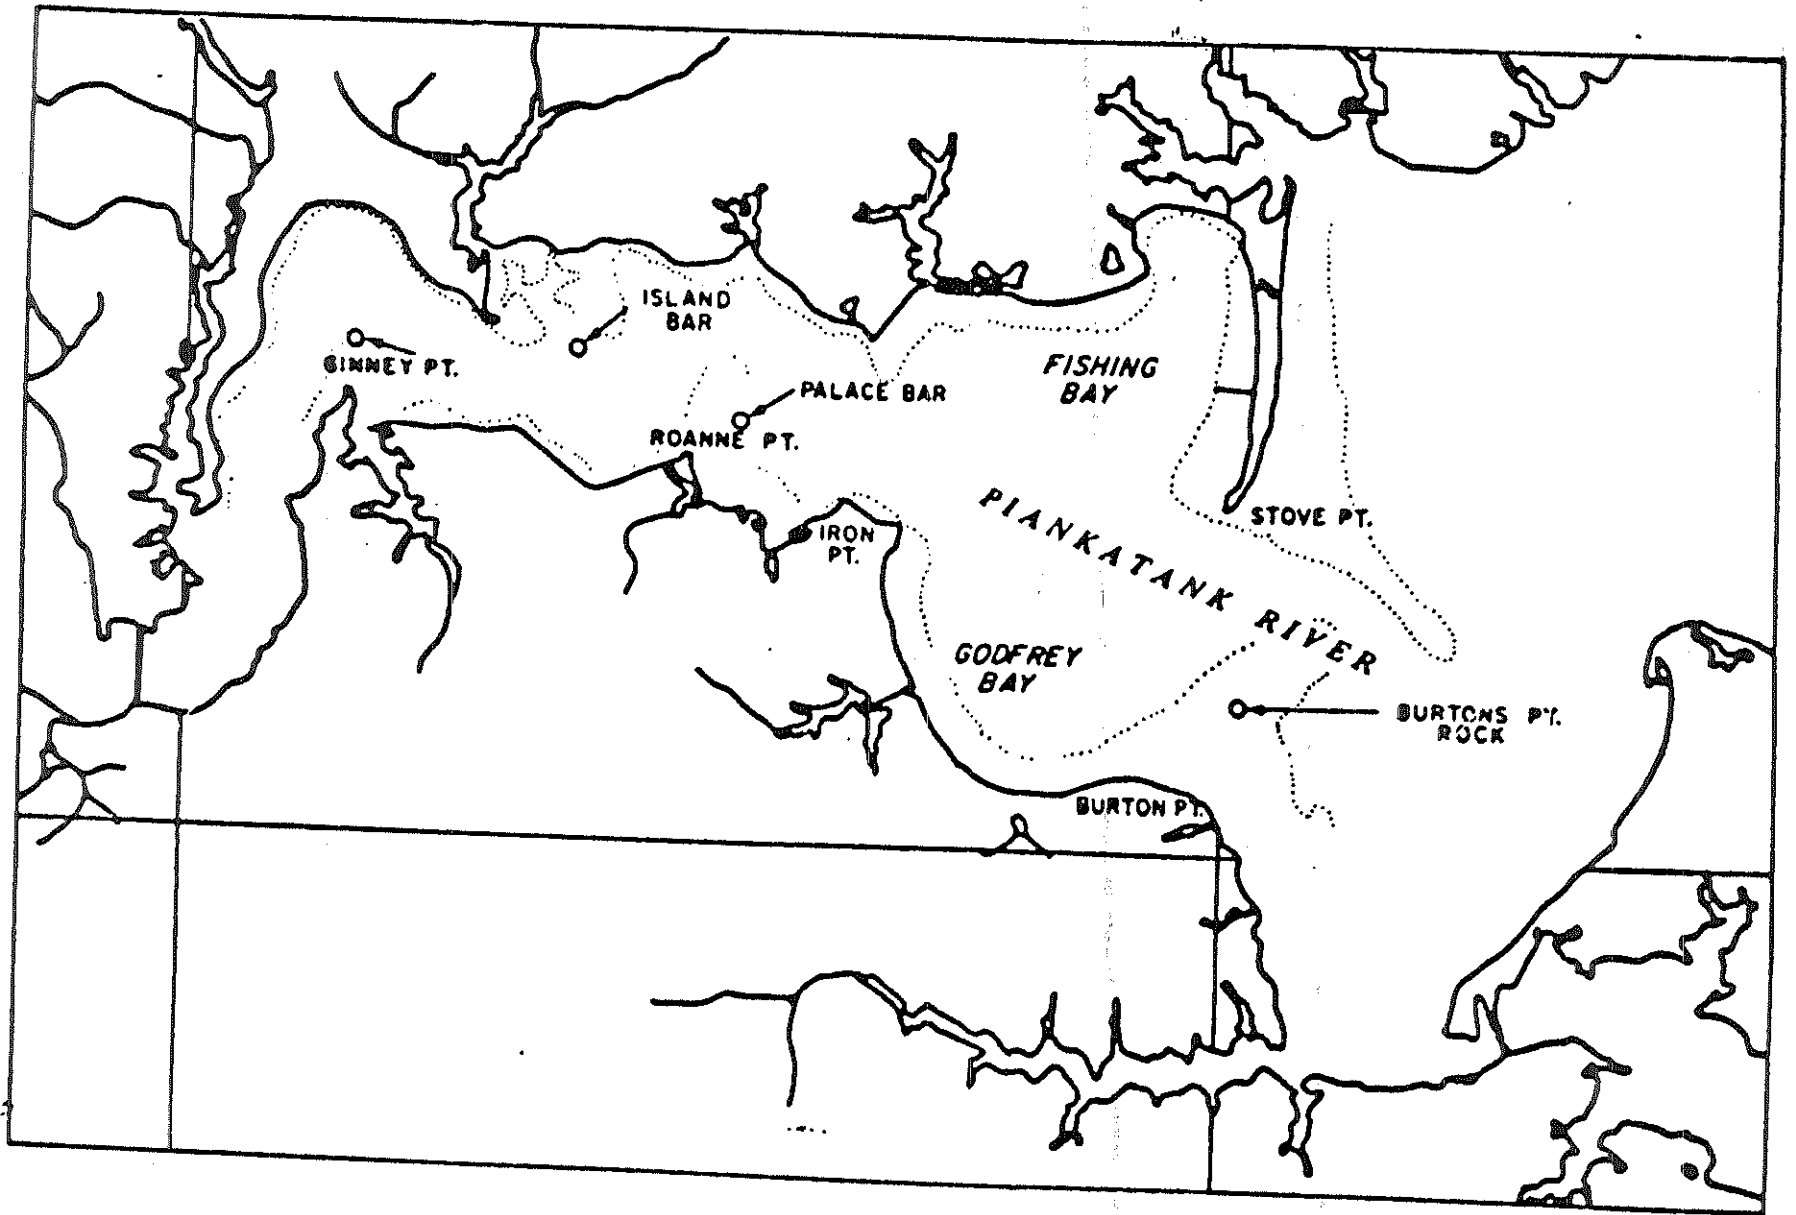 ISLAND
BAR
GINNEY PT.
PALACE BAR
ROANNE PT.
FISHING
BAY
PIANKATANK RIVER
STOVE PT.
IRON
PT.
GODFREY
BAY
BURTONS PT.
ROCK
BURTON PT.